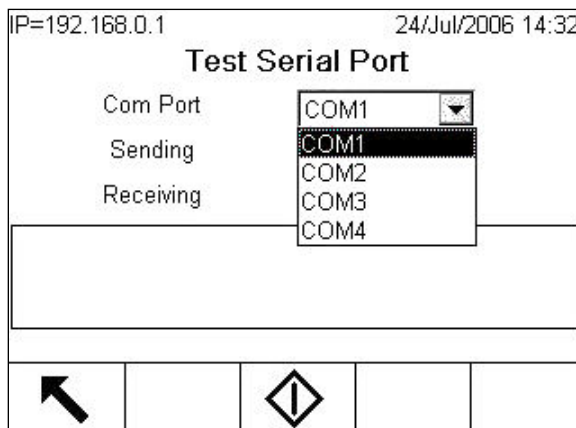 IP=192.168.0.1 24/Jul/2006 14:32
Test Serial Port
Com Port COM1
Sending COM1
COM2
Receiving COM3
COM4